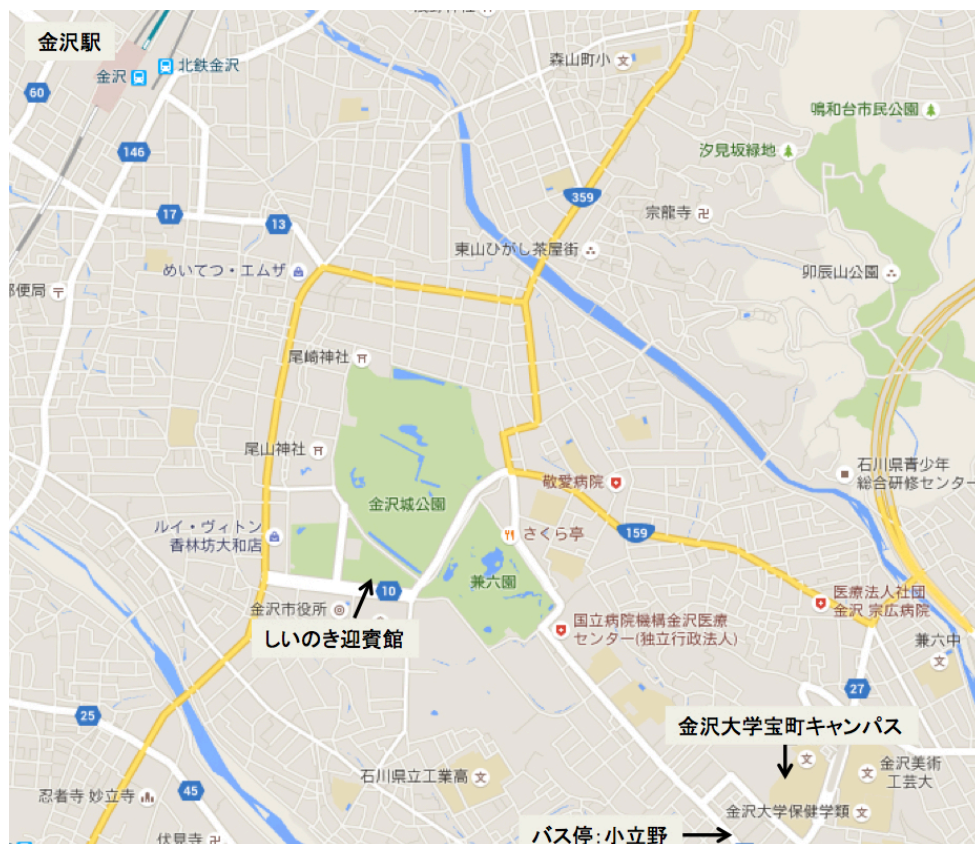 金沢駅
北鉄金沢
金沢
60
146
森山町小
鳴和台市民公園
汐見坂緑地
359
宗龍寺
17
13
東山ひがし茶屋街
めいてつ・エムザ
卯辰山公園
郵便局
尾崎神社
尾山神社
石川県青少年
総合研修センター
敬愛病院
金沢城公園
ルイ・ヴィトン
香林坊大和店
さくら亭
159
兼六園
10
金沢市役所
医療法人社団
金沢 宗広病院
しいのき迎賓館
国立病院機構金沢医療
センター(独立行政法人)
兼六中
27
25
金沢大学宝町キャンパス
石川県立工業高
金沢美術
工芸大
45
忍者寺 妙立寺
金沢大学保健学類
伏見寺
バス停:小立野